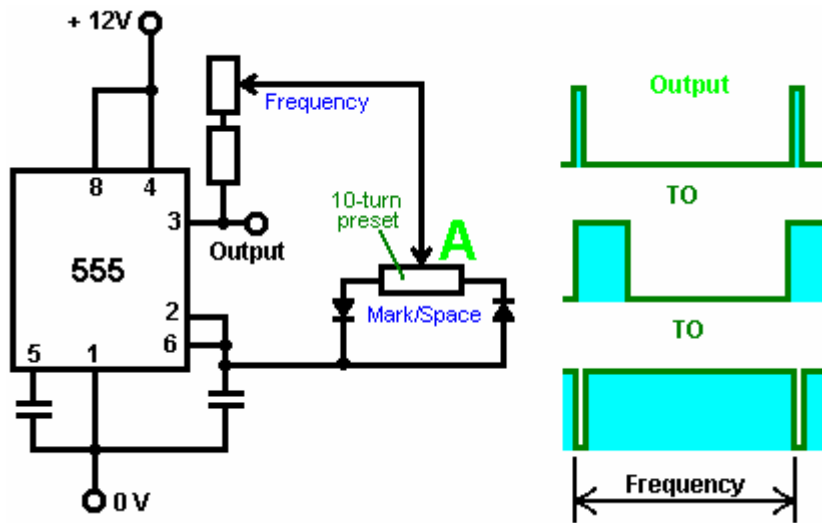 + 12V
Output
Frequency
8 4
TO
3
10-turn
preset
A
Output
555
2
Mark/Space
6
TO
5 1
Frequency
0 V